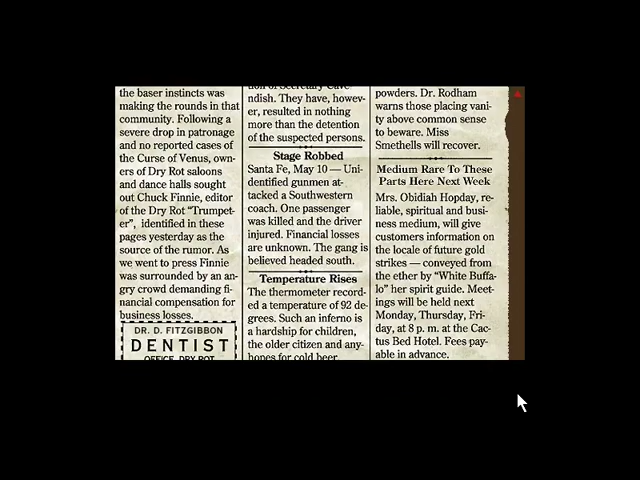 the baser instincts was
making the rounds in that
community. Following a
severe drop in patronage
and no reported cases of
the Curse of Venus, own-
ers of Dry Rot saloons
and dance halls sought
out Chuck Finnie, editor
of the Dry Rot “Trumpet-
er”, identified in these
pages yesterday as the
source of the rumor. As
we went to press Finnie
was surrounded by an an-
gry crowd demanding fi-
nancial compensation for
business losses.
DR. D. FITZGIBBON
DENTIST
OFFICE, DRY ROT
tion of Secretary Cave
ndish. They have, howev-
er, resulted in nothing
more than the detention
of the suspected persons.
Stage Robbed
Santa Fe, May 10 — Uni-
dentified gunmen at-
tacked a Southwestern
coach. One passenger
was killed and the driver
injured. Financial losses
are unknown. The gang is
believed headed south.
Temperature Rises
The thermometer record-
ed a temperature of 92 de-
grees. Such an inferno is
a hardship for children,
the older citizen and any-
hopes for cold beer
powders. Dr. Rodham
warns those placing vani-
ty above common sense
to beware. Miss
Smethells will recover.
Medium Rare To These
Parts Here Next Week
Mrs. Obidiah Hopday, re-
liable, spiritual and busi-
ness medium, will give
customers information on
the locale of future gold
strikes — conveyed from
the ether by “White Buffa-
lo” her spirit guide. Meet-
ings will be held next
Monday, Thursday, Fri-
day, at 8 p. m. at the Cac-
tus Bed Hotel. Fees pay-
able in advance.